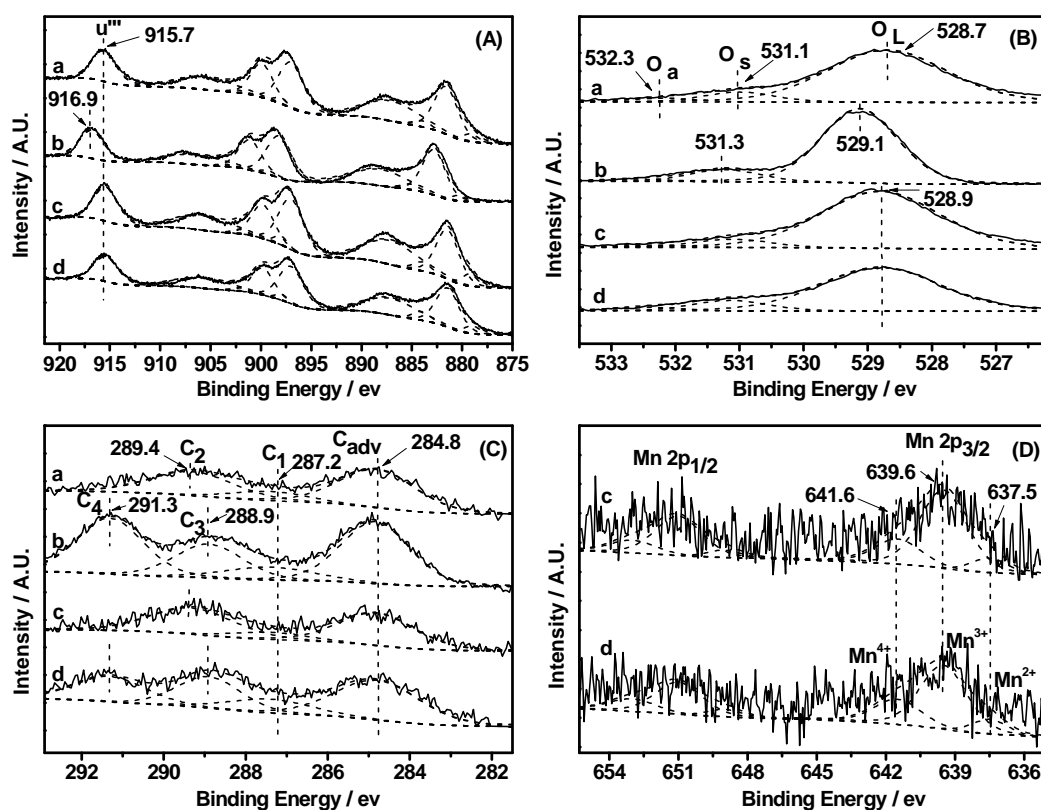 (A)
u'''
915.7
a
916.9
b
c
d
Intensity / A.U.
920 915 910 905 900 895 890 885 880 875
Binding Energy / ev
(B)
O L
528.7
532.3
O a
O s
531.1
a
531.3
529.1
b
528.9
c
d
Intensity / A.U.
533 532 531 530 529 528 527
Binding Energy / ev
(C)
289.4
C2
C1
287.2
Cadv
284.8
a
C4
291.3
C3
288.9
b
c
d
Intensity / A.U.
292 290 288 286 284 282
Binding Energy / ev
(D)
Mn 2p3/2
Mn 2p1/2
639.6
641.6
637.5
c
Mn4+
Mn3+
Mn2+
d
Intensity / A.U.
654 651 648 645 642 639 636
Binding Energy / ev